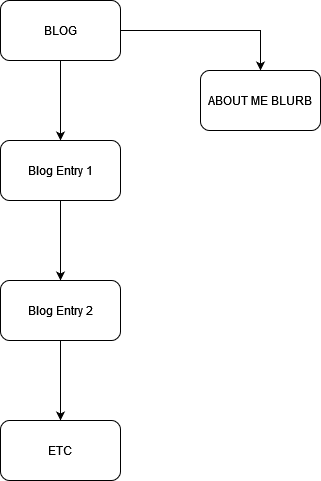 BLOG
ABOUT ME BLURB
Blog Entry 1
Blog Entry 2
ETC